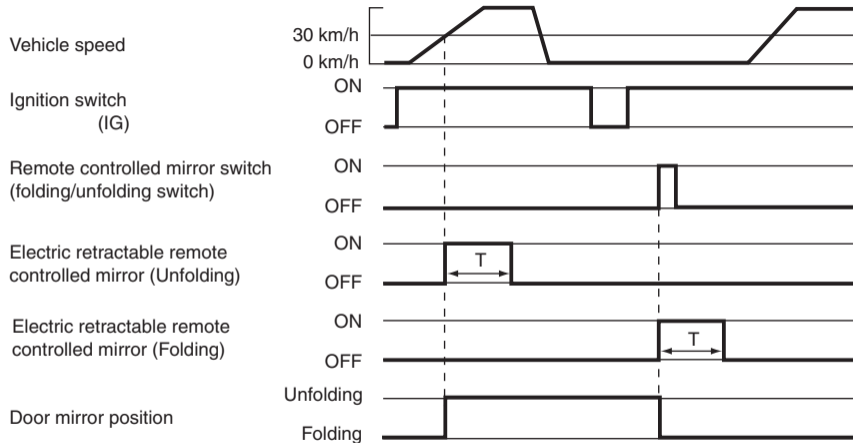 Vehicle speed
30 km/h
0 km/h
Ignition switch
(IG)
ON
OFF
Remote controlled mirror switch
(folding/unfolding switch)
ON
OFF
Electric retractable remote
controlled mirror (Unfolding)
ON
OFF
T
Electric retractable remote
controlled mirror (Folding)
ON
OFF
T
Door mirror position
Unfolding
Folding